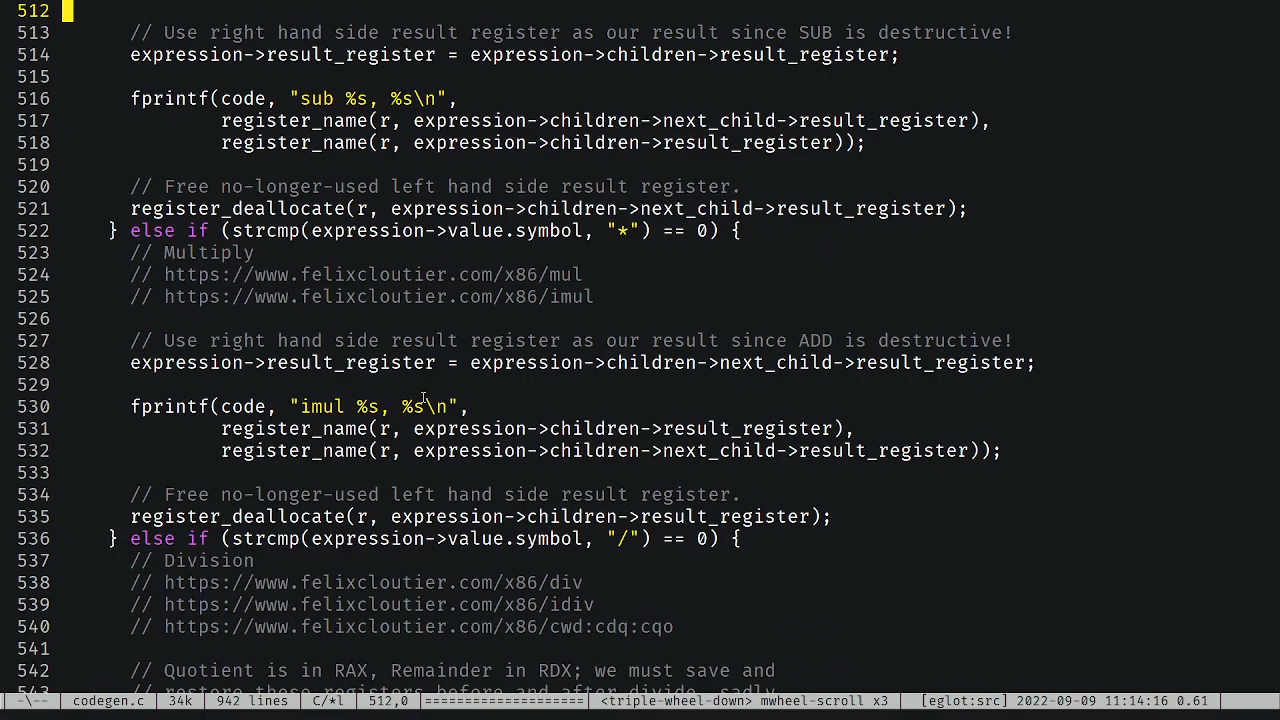 512
513 // Use right hand side result register as our result since SUB is destructive!
514 expression->result_register = expression->children->result_register;
515
516 fprintf(code, "sub %s, %s\n",
517 register_name(r, expression->children->next_child->result_register),
518 register_name(r, expression->children->result_register));
519
520 // Free no-longer-used left hand side result register.
521 register_deallocate(r, expression->children->next_child->result_register);
522 } else if (strcmp(expression->value.symbol, "*") == 0) {
523 // Multiply
524 // https://www.felixcloutier.com/x86/mul
525 // https://www.felixcloutier.com/x86/imul
526
527 // Use right hand side result register as our result since ADD is destructive!
528 expression->result_register = expression->children->next_child->result_register;
529
530 fprintf(code, "imul %s, %s\n",
531 register_name(r, expression->children->result_register),
532 register_name(r, expression->children->next_child->result_register));
533
534 // Free no-longer-used left hand side result register.
535 register_deallocate(r, expression->children->result_register);
536 } else if (strcmp(expression->value.symbol, "/") == 0) {
537 // Division
538 // https://www.felixcloutier.com/x86/div
539 // https://www.felixcloutier.com/x86/idiv
540 // https://www.felixcloutier.com/x86/cwd:cdq:cqo
541
542 // Quotient is in RAX, Remainder in RDX; we must save and
543 // restore these registers before and after divide, sadly
-\-- codegen.c 34k 942 lines C/*l 512,0 ==================== <triple-wheel-down> mwheel-scroll x3 [eglot:src] 2022-09-09 11:14:16 0.61